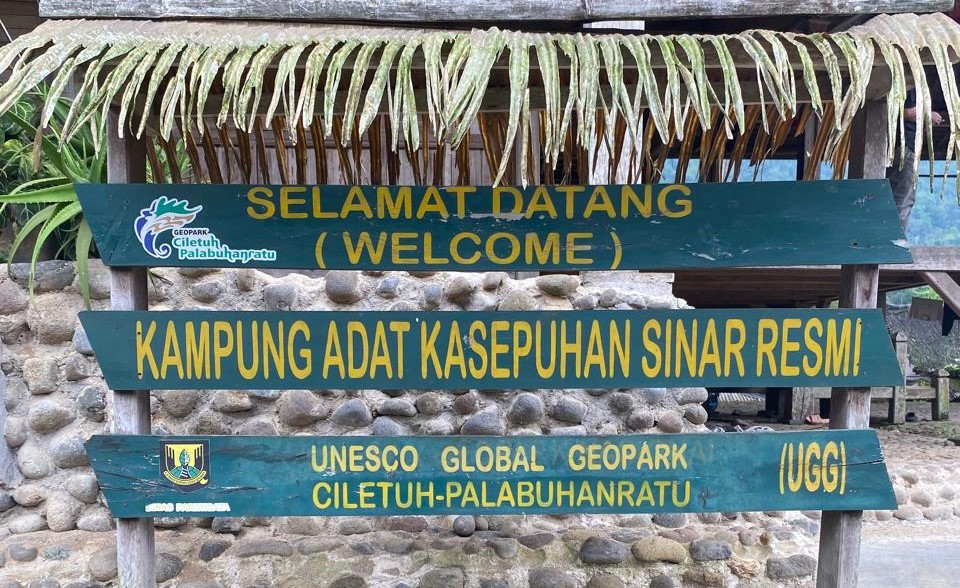 SELAMAT DATANG
( WELCOME )
GEOPARK
Ciletuh
Palabuhanratu
KAMPUNG ADAT KASEPUHAN SINAR RESMI
UNESCO GLOBAL GEOPARK (UGG)
CILETUH-PALABUHANRATU